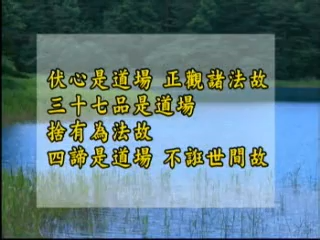 伏心是道場 正觀諸法故
三十七品是道場
捨有為法故
四諦是道場 不誑世間故